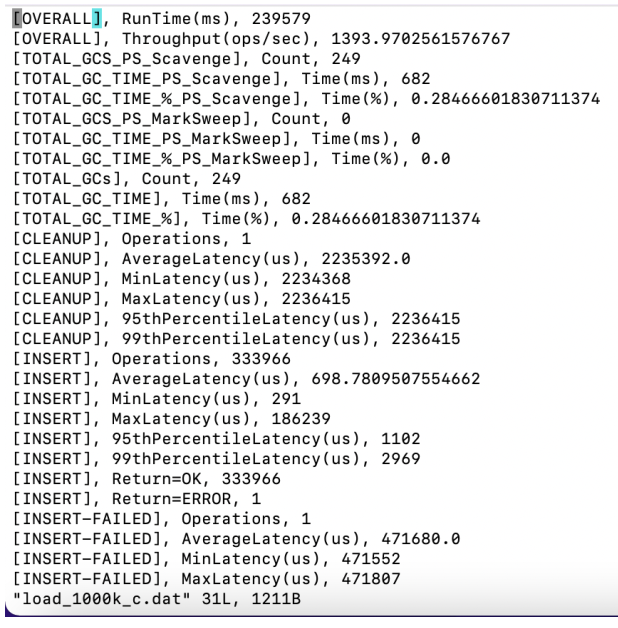 [OVERALL], RunTime(ms), 239579
[OVERALL], Throughput(ops/sec), 1393.9702561576767
[TOTAL_GCS_PS_Scavenge], Count, 249
[TOTAL_GC_TIME_PS_Scavenge], Time(ms), 682
[TOTAL_GC_TIME_%_PS_Scavenge], Time(%), 0.28466601830711374
[TOTAL_GCS_PS_MarkSweep], Count, 0
[TOTAL_GC_TIME_PS_MarkSweep], Time(ms), 0
[TOTAL_GC_TIME_%_PS_MarkSweep], Time(%), 0.0
[TOTAL_GCs], Count, 249
[TOTAL_GC_TIME], Time(ms), 682
[TOTAL_GC_TIME_%], Time(%), 0.28466601830711374
[CLEANUP], Operations, 1
[CLEANUP], AverageLatency(us), 2235392.0
[CLEANUP], MinLatency(us), 2234368
[CLEANUP], MaxLatency(us), 2236415
[CLEANUP], 95thPercentileLatency(us), 2236415
[CLEANUP], 99thPercentileLatency(us), 2236415
[INSERT], Operations, 333966
[INSERT], AverageLatency(us), 698.7809507554662
[INSERT], MinLatency(us), 291
[INSERT], MaxLatency(us), 186239
[INSERT], 95thPercentileLatency(us), 1102
[INSERT], 99thPercentileLatency(us), 2969
[INSERT], Return=OK, 333966
[INSERT], Return=ERROR, 1
[INSERT-FAILED], Operations, 1
[INSERT-FAILED], AverageLatency(us), 471680.0
[INSERT-FAILED], MinLatency(us), 471552
[INSERT-FAILED], MaxLatency(us), 471807
"load_1000k_c.dat" 31L, 1211B